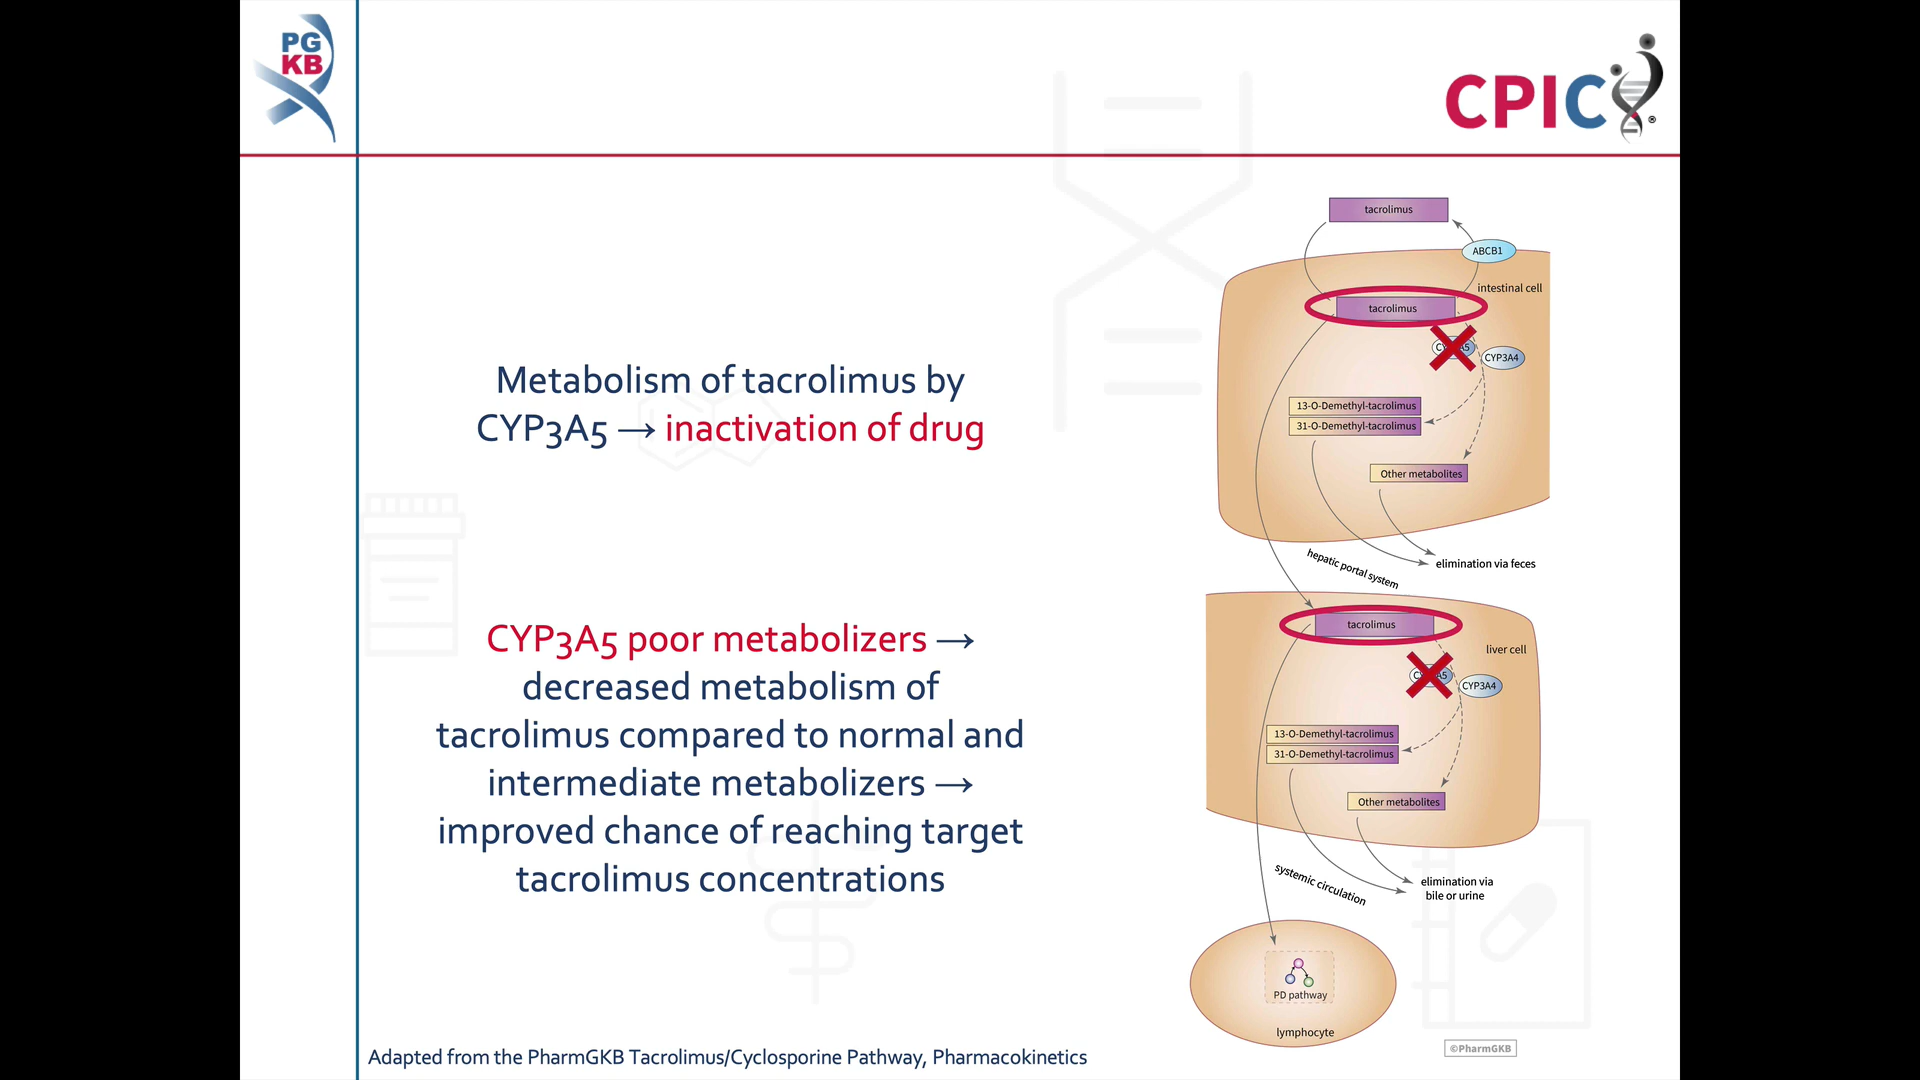 PG
KB
CPIC®
Metabolism of tacrolimus by
CYP3A5 → inactivation of drug
CYP3A5 poor metabolizers →
decreased metabolism of
tacrolimus compared to normal and
intermediate metabolizers →
improved chance of reaching target
tacrolimus concentrations
tacrolimus
ABCB1
intestinal cell
tacrolimus
CYP3A4
13-O-Demethyl-tacrolimus
31-O-Demethyl-tacrolimus
Other metabolites
elimination via feces
hepatic portal system
tacrolimus
liver cell
CYP3A4
13-O-Demethyl-tacrolimus
31-O-Demethyl-tacrolimus
Other metabolites
systemic circulation
elimination via
bile or urine
PD pathway
lymphocyte
©PharmGKB
Adapted from the PharmGKB Tacrolimus/Cyclosporine Pathway, Pharmacokinetics